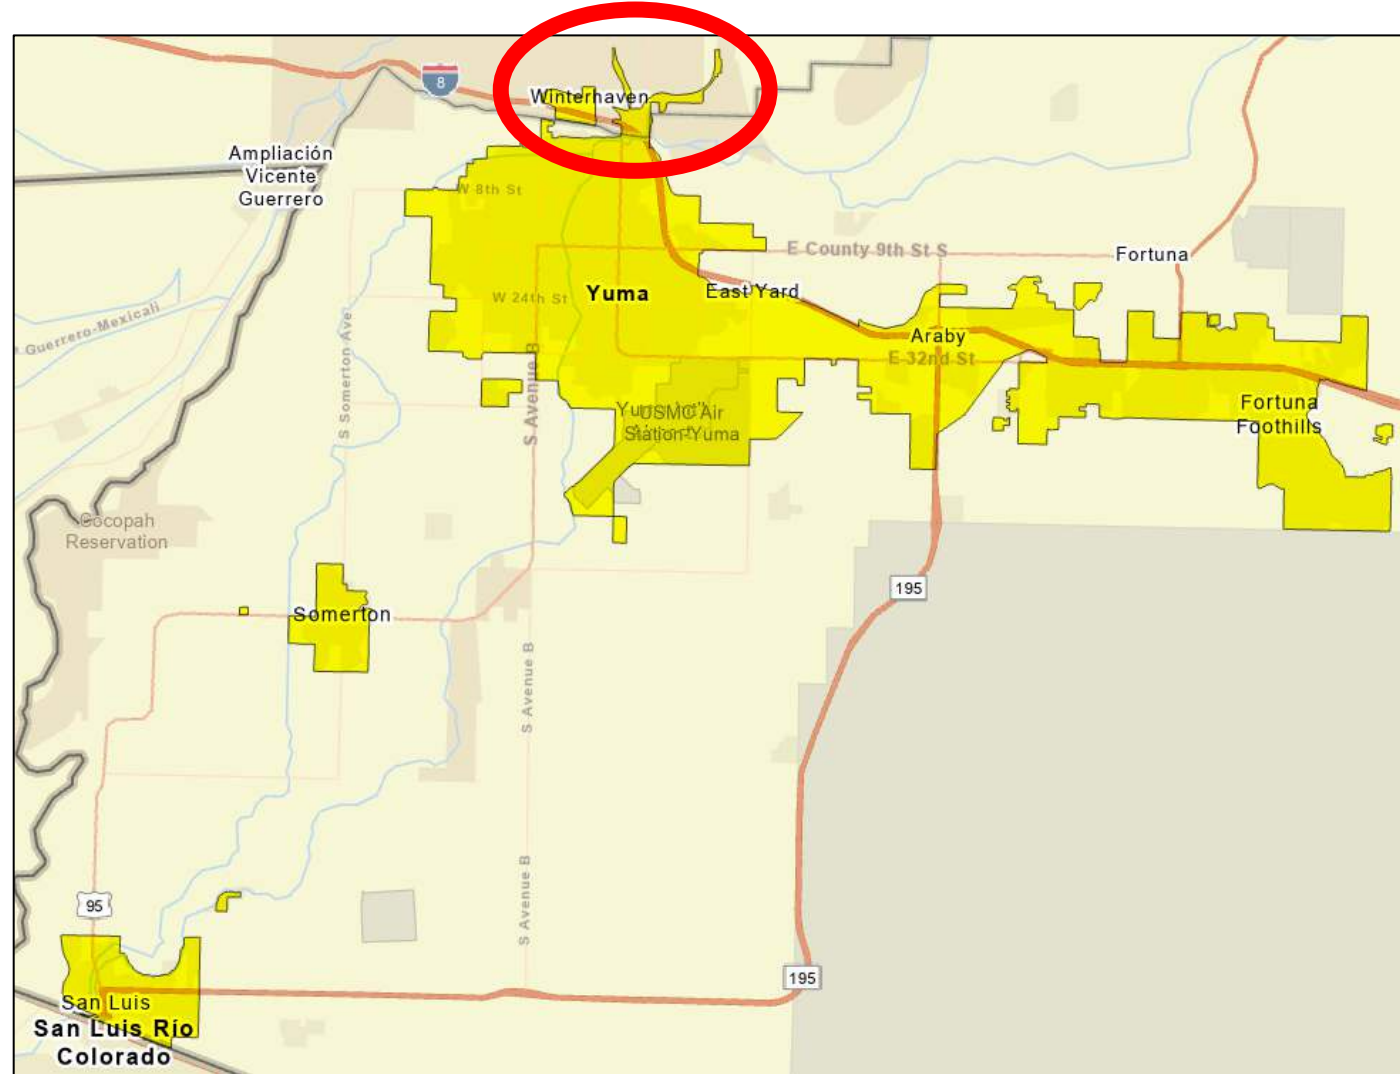 8
Winterhaven
Ampliación
Vicente
Guerrero
W 8th St
E County 9th St S
Fortuna
W 24th St
Yuma
East Yard
Guerrero-Mexicali
S Somerton Ave
S Avenue B
Araby
E 32nd St
USMC Air
Station Yuma
Fortuna
Foothills
Cocopah
Reservation
195
Somerton
S Avenue B
S Avenue B
95
195
San Luis
San Luis Río
Colorado